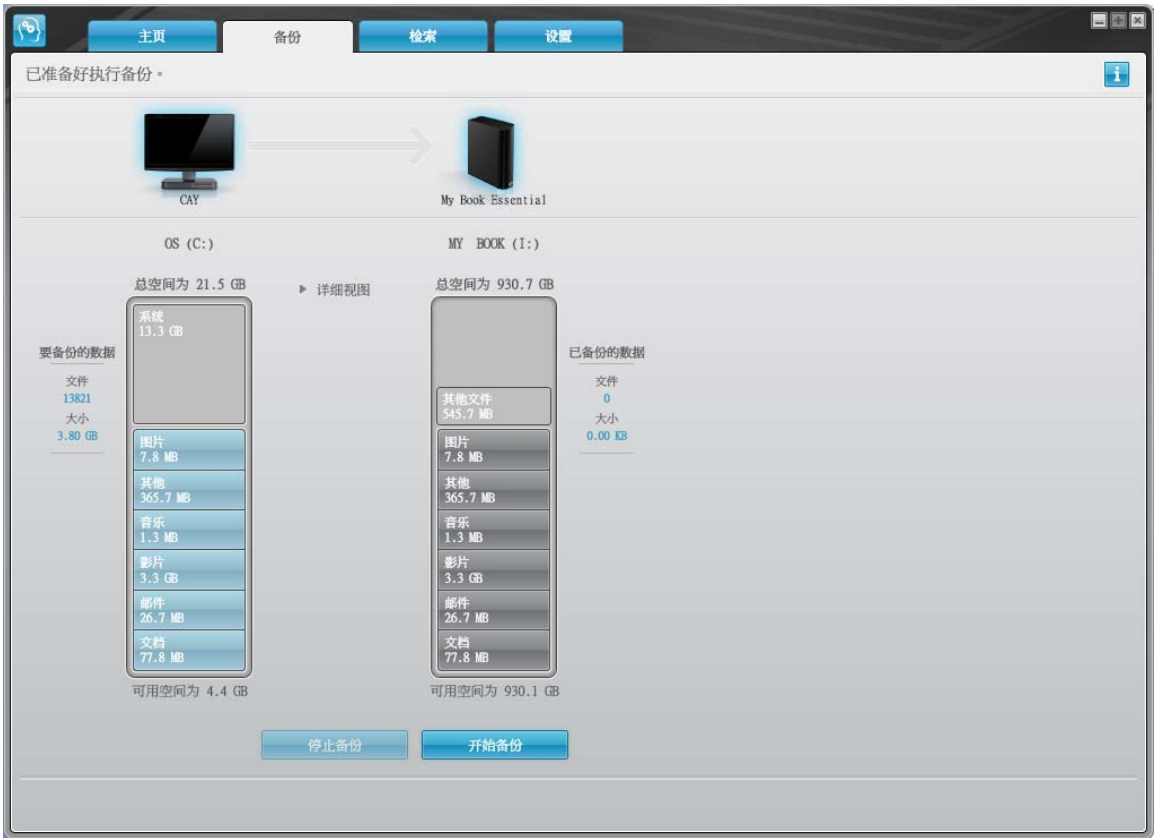 主页
备份
检索
设置
已准备好执行备份。
CAY
My Book Essential
OS (C:)
MY BOOK (I:)
总空间为 21.5 GB
详细视图
总空间为 930.7 GB
要备份的数据
文件
13821
大小
3.80 GB
系统
13.3 GB
图片
7.8 MB
其他
365.7 MB
音乐
1.3 MB
影片
3.3 GB
邮件
26.7 MB
文档
77.8 MB
可用空间为 4.4 GB
其他文件
545.7 MB
图片
7.8 MB
其他
365.7 MB
音乐
1.3 MB
影片
3.3 GB
邮件
26.7 MB
文档
77.8 MB
可用空间为 930.1 GB
已备份的数据
文件
0
大小
0.00 KB
停止备份
开始备份